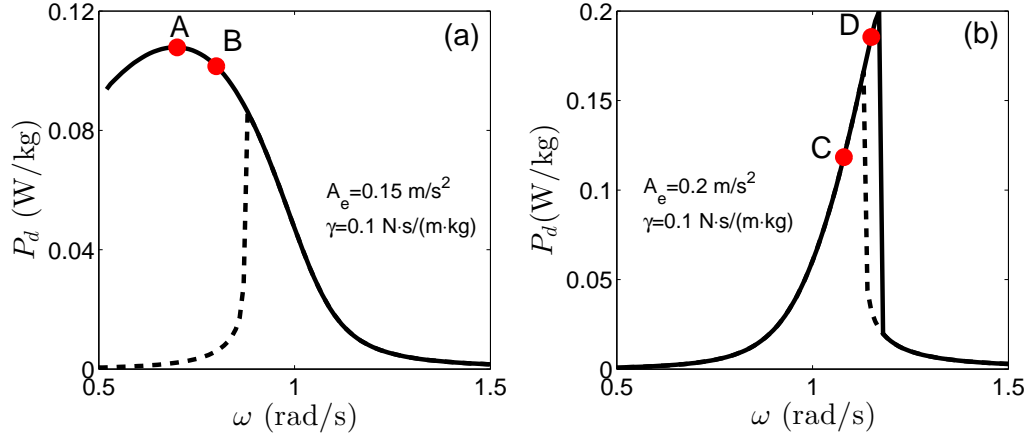 (a)
A
B
A_e=0.15 m/s²
γ=0.1 N·s/(m·kg)
P_d (W/kg)
0.12
0.08
0.04
0
0.5
1
1.5
ω (rad/s)
(b)
D
C
A_e=0.2 m/s²
γ=0.1 N·s/(m·kg)
P_d(W/kg)
0.2
0.15
0.1
0.05
0
0.5
1
1.5
ω (rad/s)